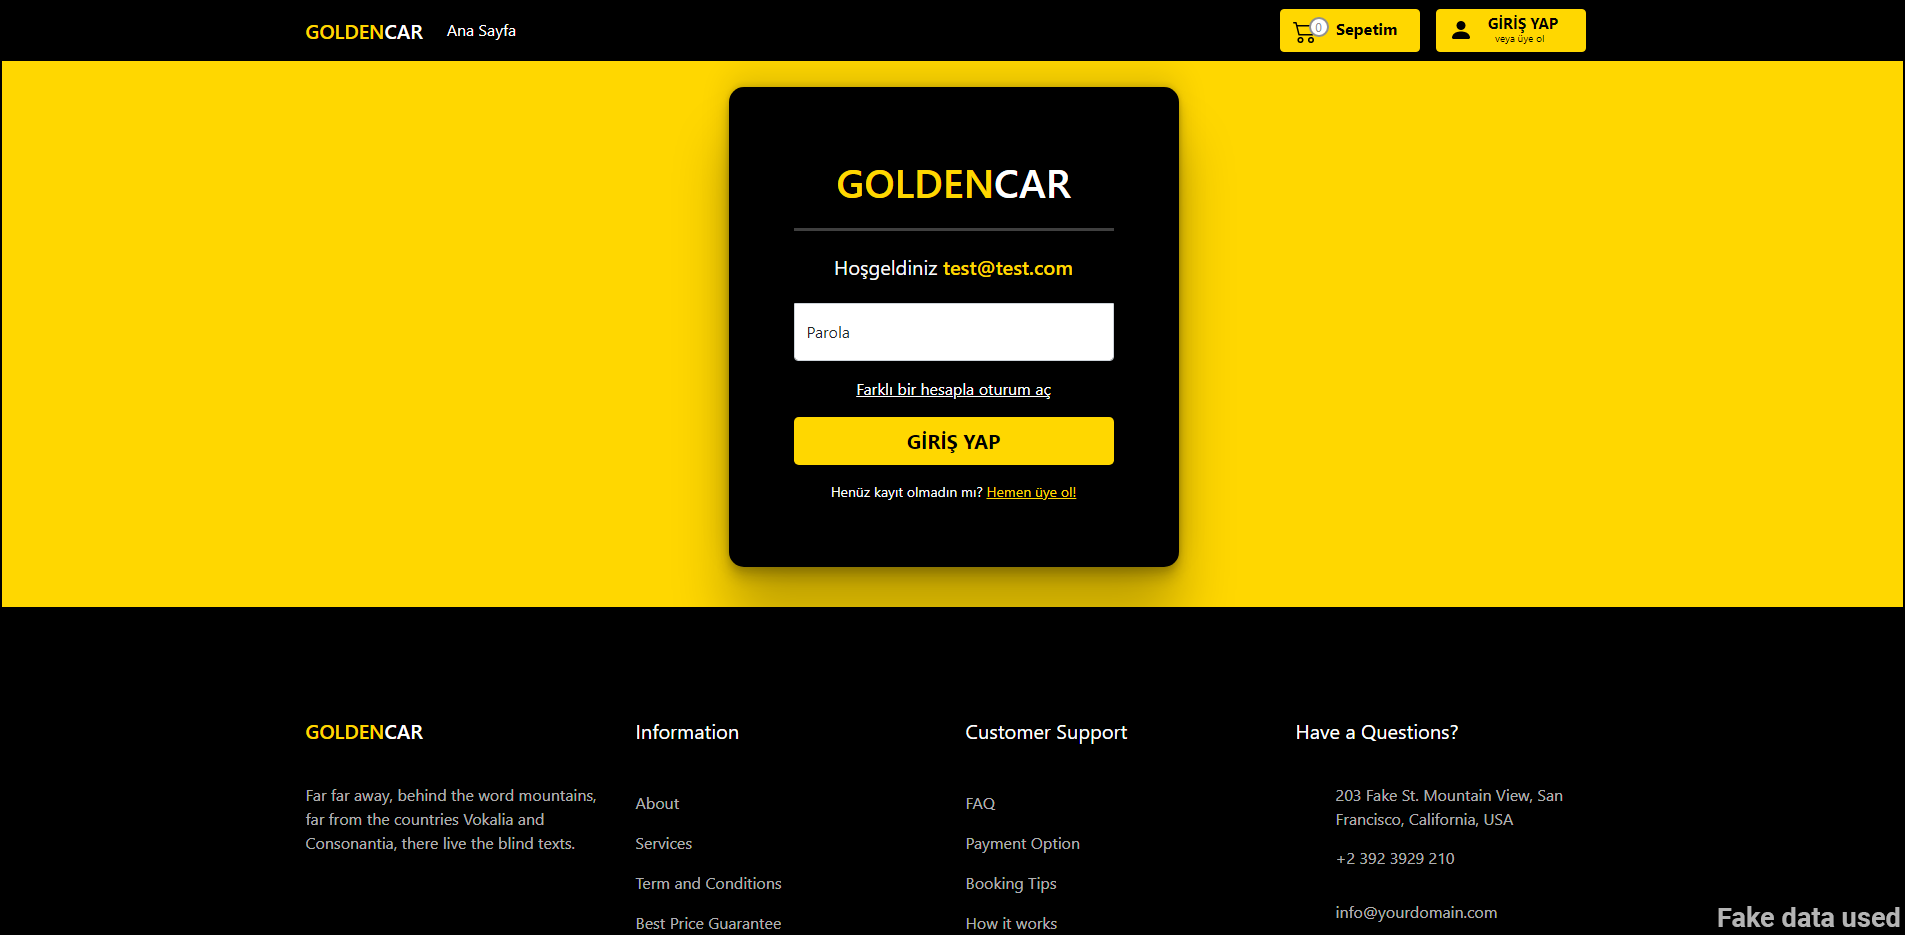 GOLDENCAR Ana Sayfa
0 Sepetim
GİRİŞ YAP
veya üye ol
GOLDENCAR
Hoşgeldiniz test@test.com
Parola
Farklı bir hesapla oturum aç
GİRİŞ YAP
Henüz kayıt olmadın mı? Hemen üye ol!
GOLDENCAR
Far far away, behind the word mountains,
far from the countries Vokalia and
Consonantia, there live the blind texts.
Information
About
Services
Term and Conditions
Best Price Guarantee
Customer Support
FAQ
Payment Option
Booking Tips
How it works
Have a Questions?
203 Fake St. Mountain View, San
Francisco, California, USA
+2 392 3929 210
info@yourdomain.com
Fake data used